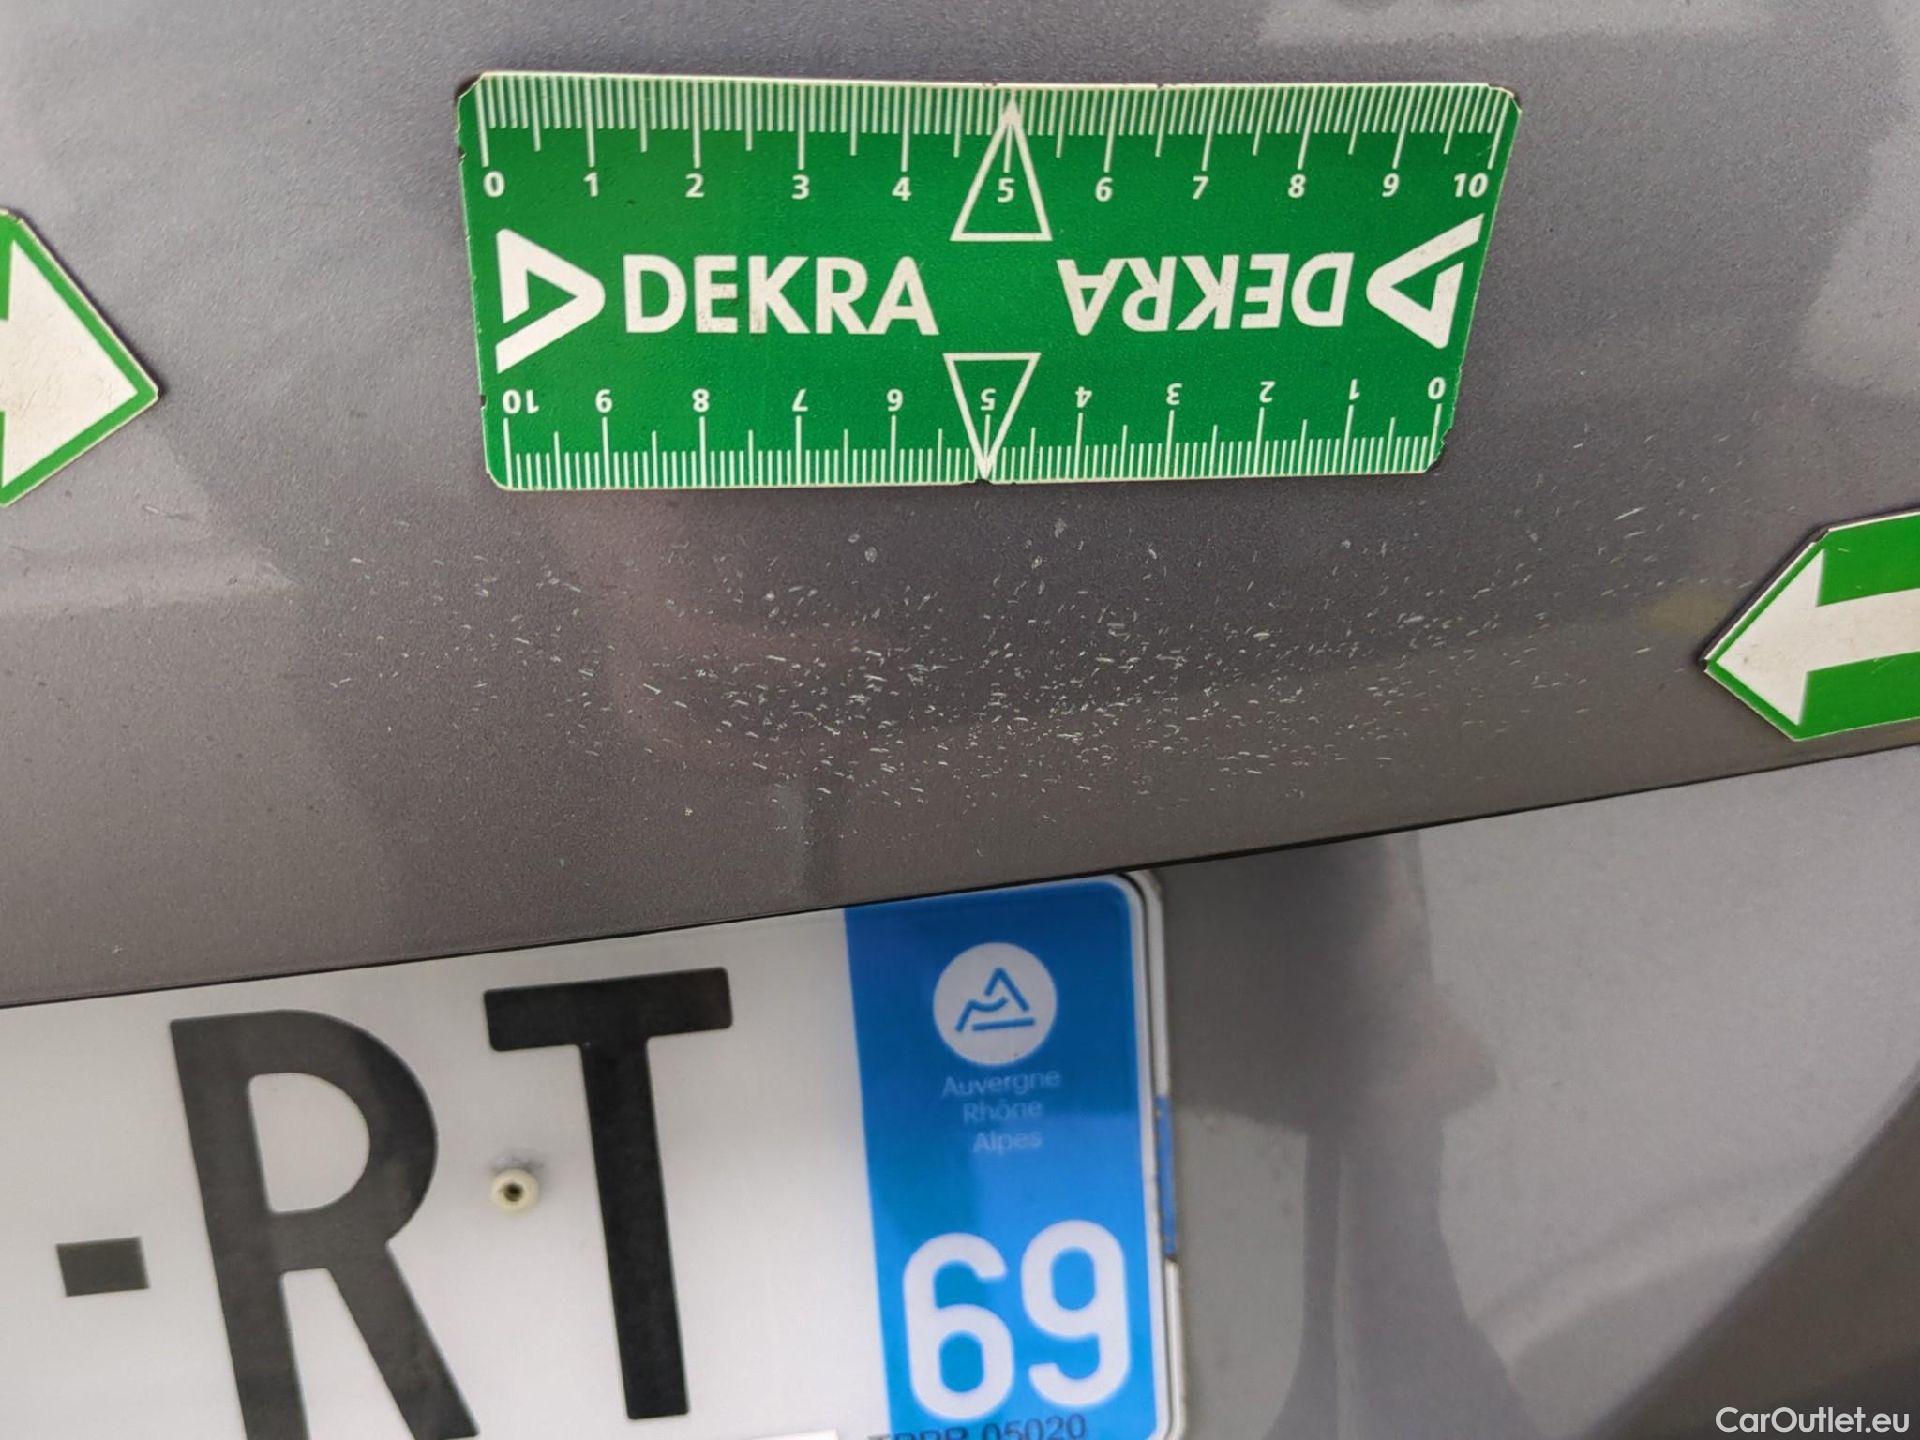 0 1 2 3 4 5 6 7 8 9 10
DEKRA DEKRA
10 9 8 7 6 5 4 3 2 1 0
-RT
Auvergne
Rhône
Alpes
69
05020
CarOutlet.eu